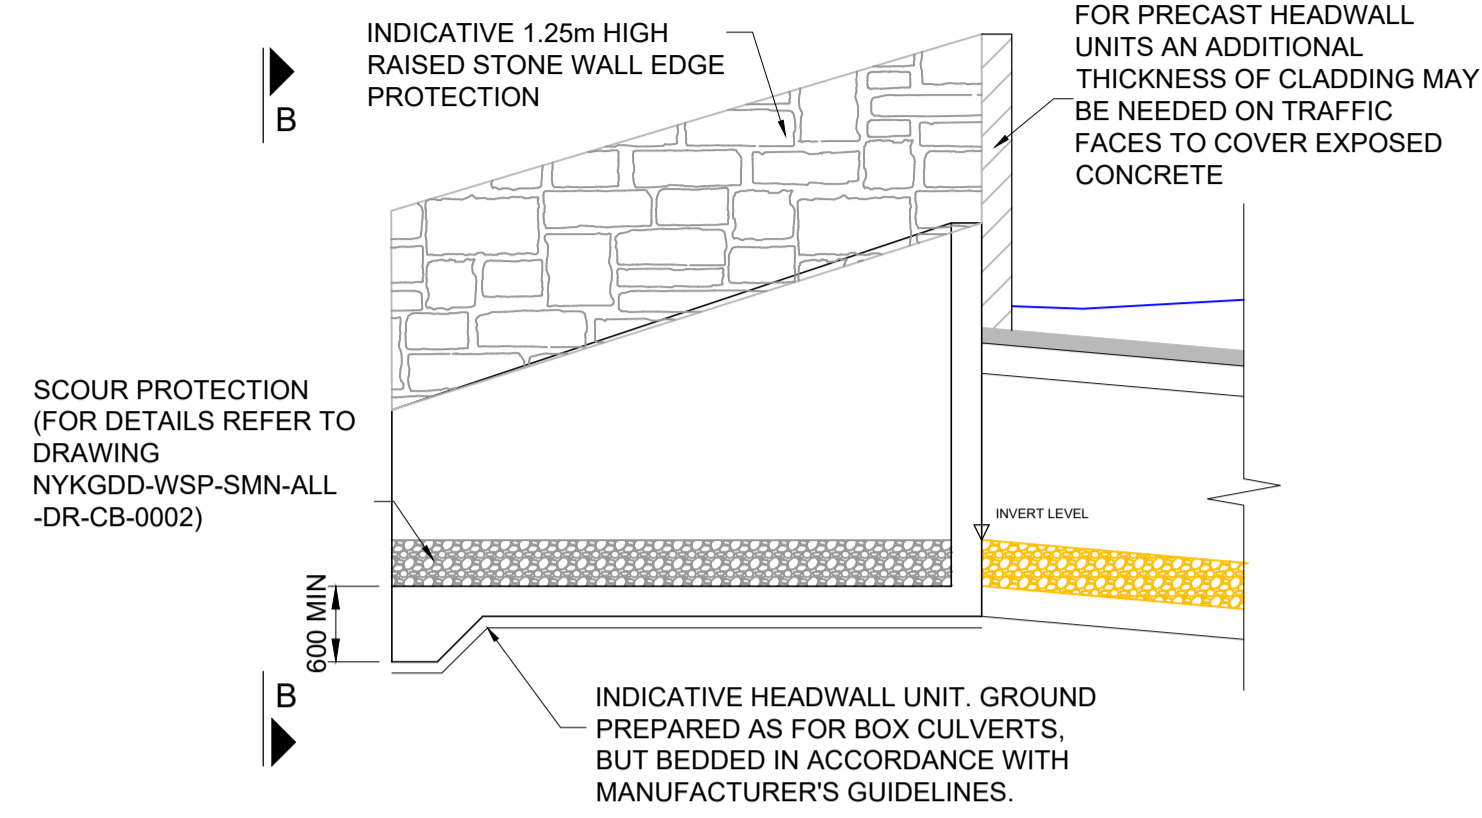 INDICATIVE 1.25m HIGH
RAISED STONE WALL EDGE
PROTECTION
FOR PRECAST HEADWALL
UNITS AN ADDITIONAL
THICKNESS OF CLADDING MAY
BE NEEDED ON TRAFFIC
FACES TO COVER EXPOSED
CONCRETE
B
SCOUR PROTECTION
(FOR DETAILS REFER TO
DRAWING
NYKGDD-WSP-SMN-ALL
-DR-CB-0002)
INVERT LEVEL
600 MIN
B
INDICATIVE HEADWALL UNIT. GROUND
PREPARED AS FOR BOX CULVERTS,
BUT BEDDED IN ACCORDANCE WITH
MANUFACTURER'S GUIDELINES.